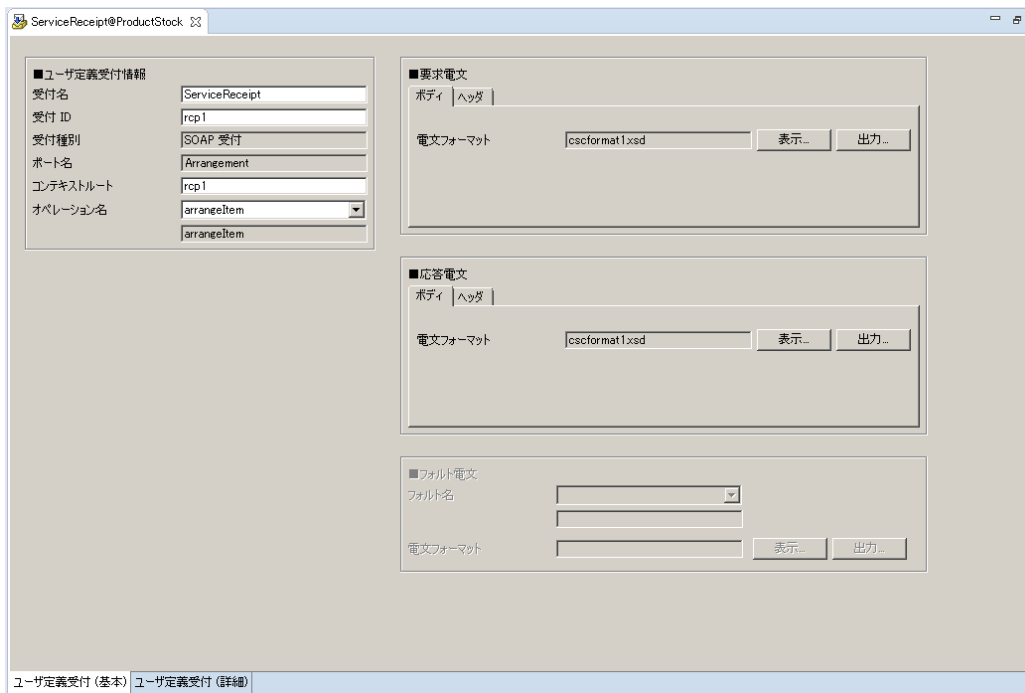 ServiceReceipt@ProductStock
■ユーザ定義受付情報
受付名 ServiceReceipt
受付 ID rcp1
受付種別 SOAP 受付
ポート名 Arrangement
コンテキストルート rcp1
オペレーション名 arrangeItem
arrangeItem
■要求電文
ボディ ヘッダ
電文フォーマット cscformat1.xsd 表示... 出力...
■応答電文
ボディ ヘッダ
電文フォーマット cscformat1.xsd 表示... 出力...
■フォルト電文
フォルト名
電文フォーマット 表示... 出力...
ユーザ定義受付 (基本) ユーザ定義受付 (詳細)